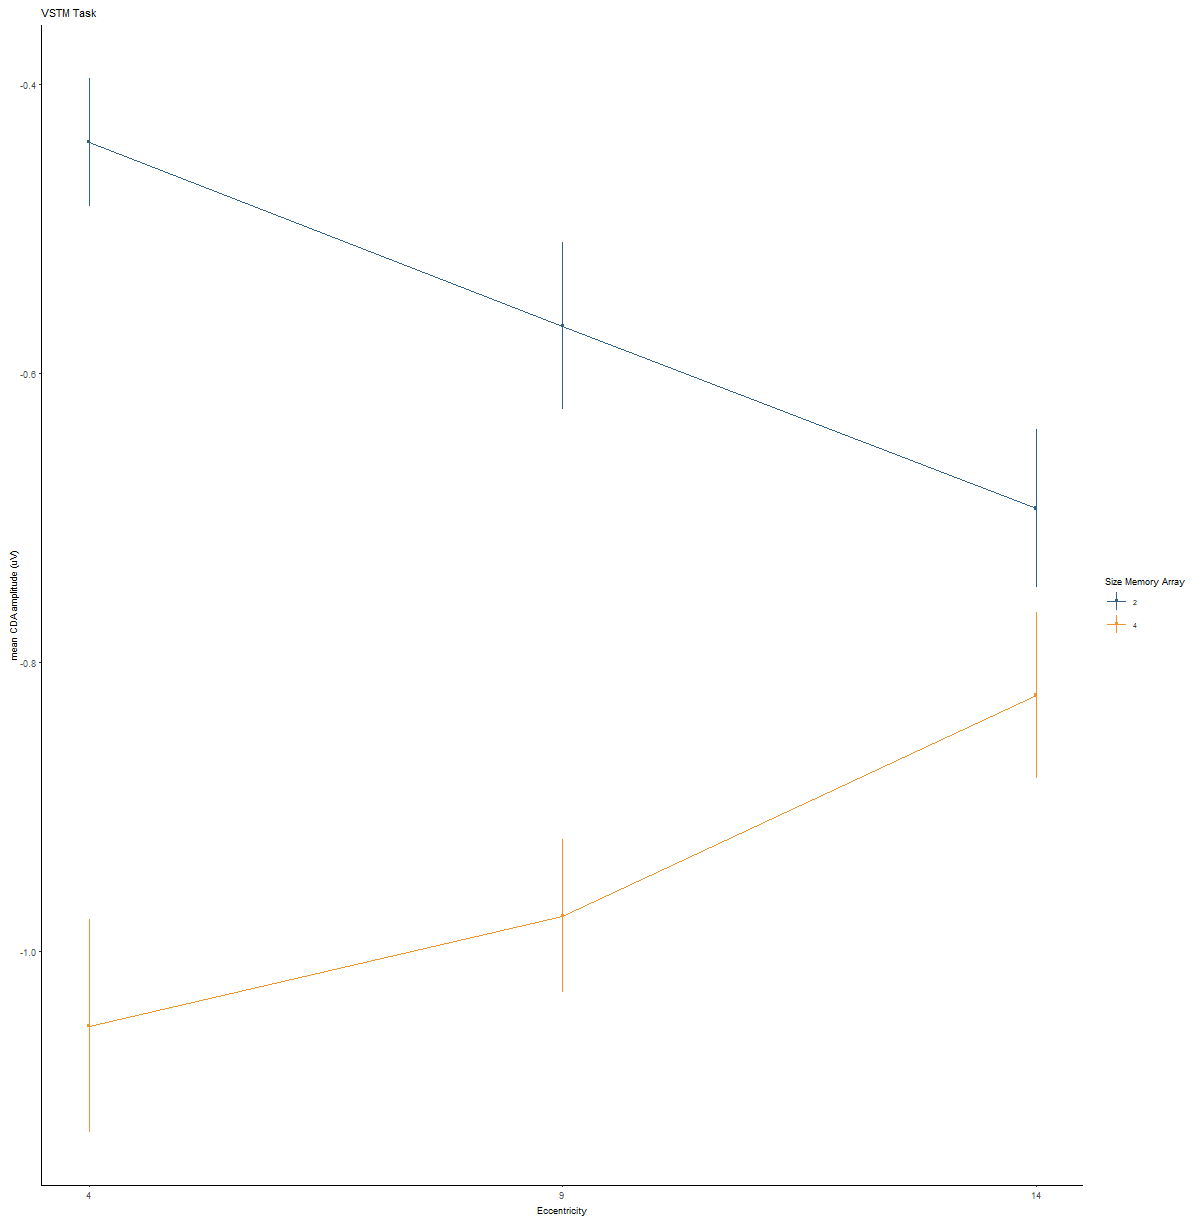 VSTM Task
-0.4
-0.6
-0.8
-1.0
mean CDA amplitude (uV)
4
9
14
Eccentricity
Size Memory Array
2
4